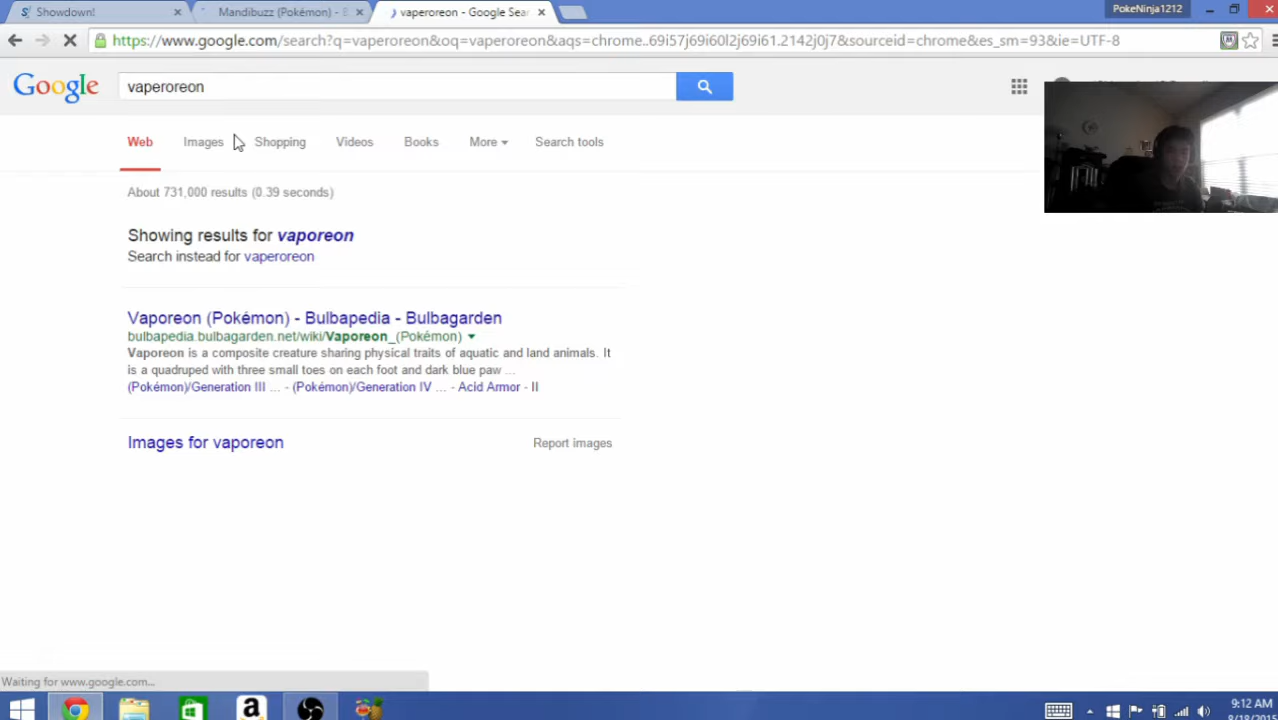 Showdown!
Mandibuzz (Pokémon) - B
vaperoreon - Google Sear
PokeNinja1212
https://www.google.com/search?q=vaperoreon&oq=vaperoreon&aqs=chrome..69i57j69i60l2j69i61.2142j0j7&sourceid=chrome&es_sm=93&ie=UTF-8
Google
vaperoreon
Web Images Shopping Videos Books More Search tools
About 731,000 results (0.39 seconds)
Showing results for vaporeon
Search instead for vaperoreon
Vaporeon (Pokémon) - Bulbapedia - Bulbagarden
bulbapedia.bulbagarden.net/wiki/Vaporeon_(Pokémon)
Vaporeon is a composite creature sharing physical traits of aquatic and land animals. It
is a quadruped with three small toes on each foot and dark blue paw ...
(Pokémon)/Generation III ... - (Pokémon)/Generation IV ... - Acid Armor - II
Images for vaporeon
Report images
Waiting for www.google.com...
a
9:12 AM